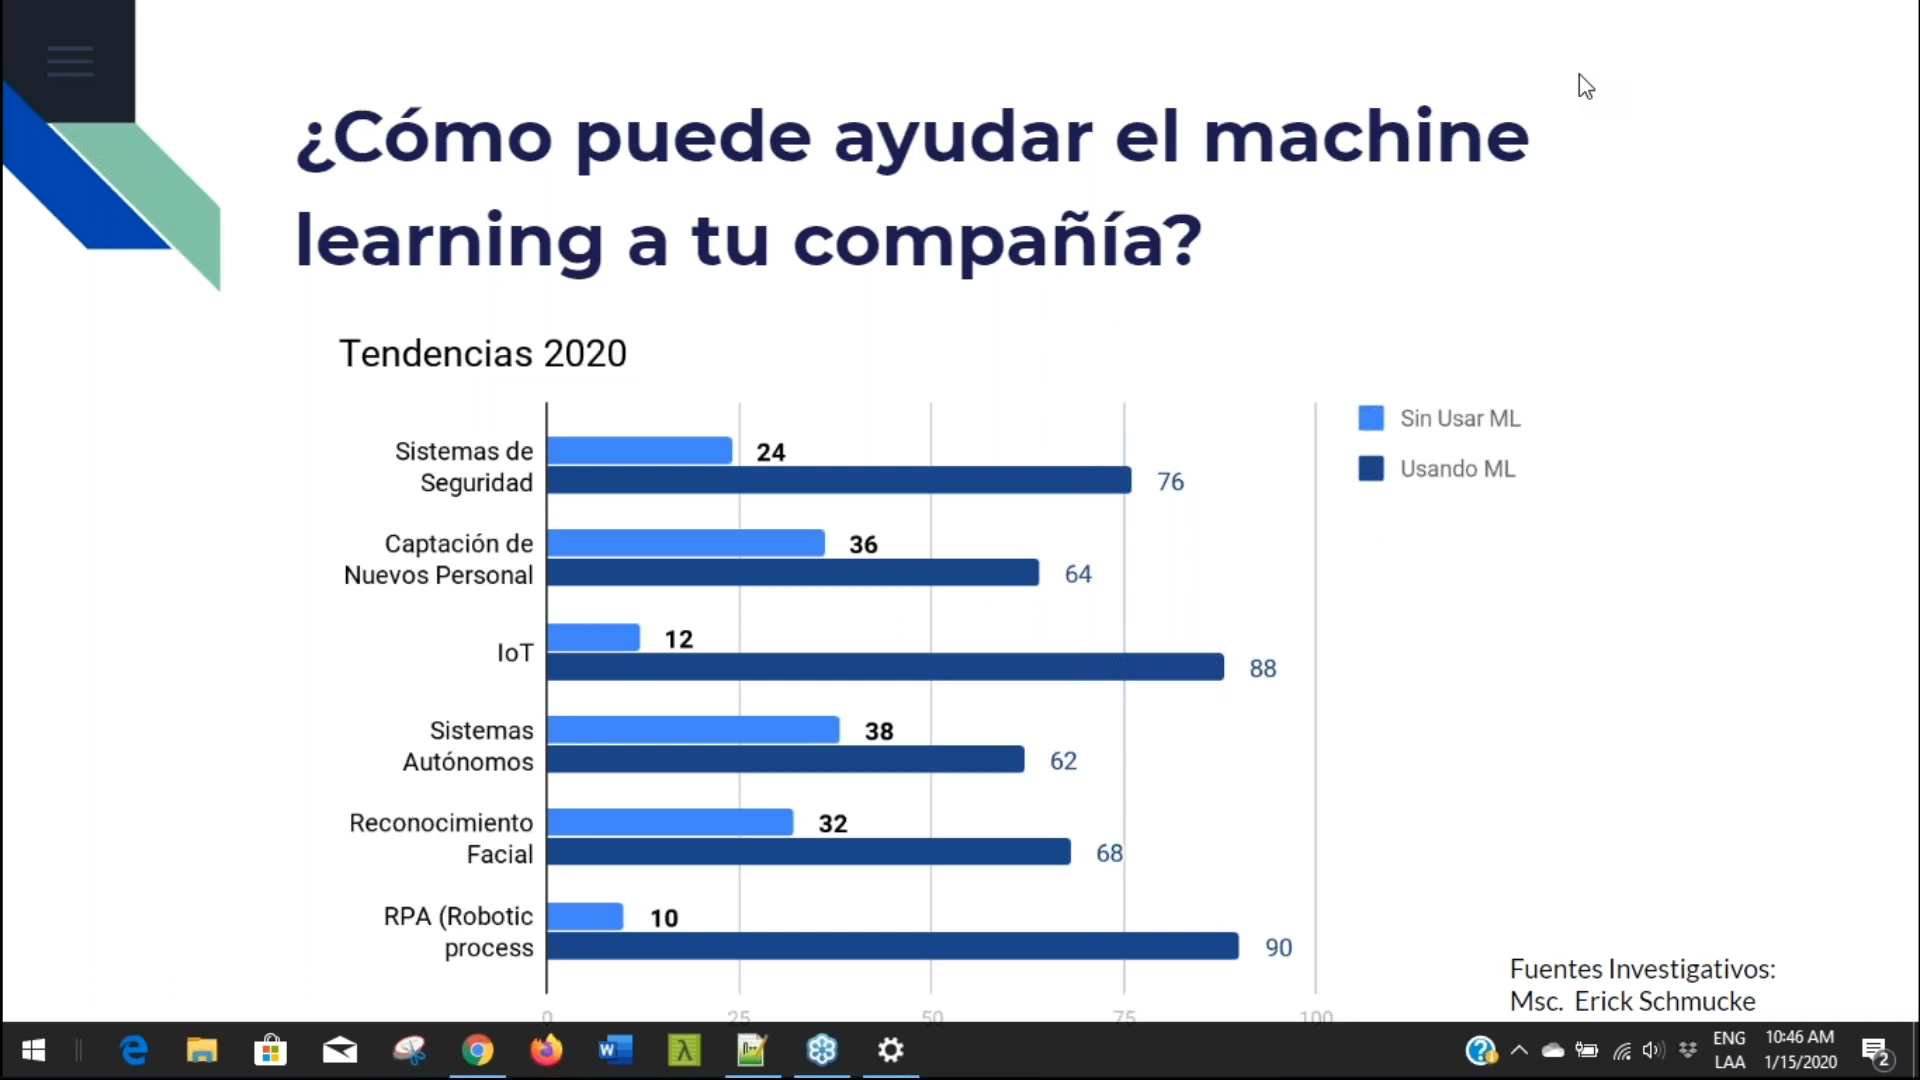 ¿Cómo puede ayudar el machine
learning a tu compañía?
Tendencias 2020
Sin Usar ML
Usando ML
Sistemas de
Seguridad
24
76
Captación de
Nuevos Personal
36
64
IoT
12
88
Sistemas
Autónomos
38
62
Reconocimiento
Facial
32
68
RPA (Robotic
process
10
90
0 25 50 75 100
Fuentes Investigativos:
Msc. Erick Schmucke
ENG
LAA
10:46 AM
1/15/2020
2